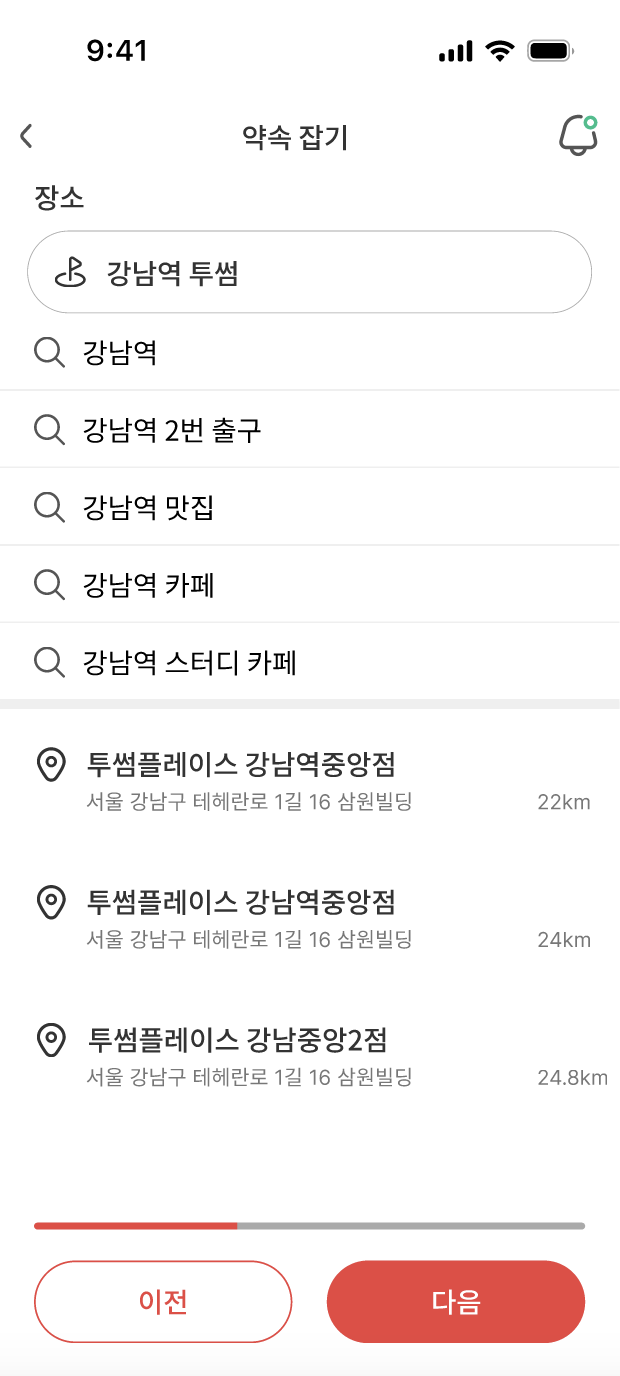 9:41
약속 잡기
장소
강남역 투썸
강남역
강남역 2번 출구
강남역 맛집
강남역 카페
강남역 스터디 카페
투썸플레이스 강남역중앙점
서울 강남구 테헤란로 1길 16 삼원빌딩 22km
투썸플레이스 강남역중앙점
서울 강남구 테헤란로 1길 16 삼원빌딩 24km
투썸플레이스 강남중앙2점
서울 강남구 테헤란로 1길 16 삼원빌딩 24.8km
이전 다음